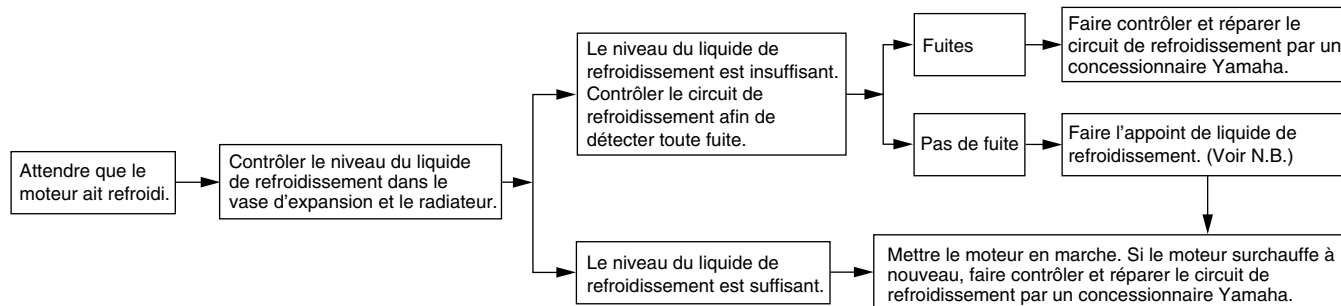 Attendre que le
moteur ait refroidi.
Contrôler le niveau du liquide
de refroidissement dans le
vase d’expansion et le radiateur.
Le niveau du liquide de
refroidissement est insuffisant.
Contrôler le circuit de
refroidissement afin de
détecter toute fuite.
Fuites
Faire contrôler et réparer le
circuit de refroidissement par un
concessionnaire Yamaha.
Pas de fuite
Faire l’appoint de liquide de
refroidissement. (Voir N.B.)
Le niveau du liquide de
refroidissement est suffisant.
Mettre le moteur en marche. Si le moteur surchauffe à
nouveau, faire contrôler et réparer le circuit de
refroidissement par un concessionnaire Yamaha.